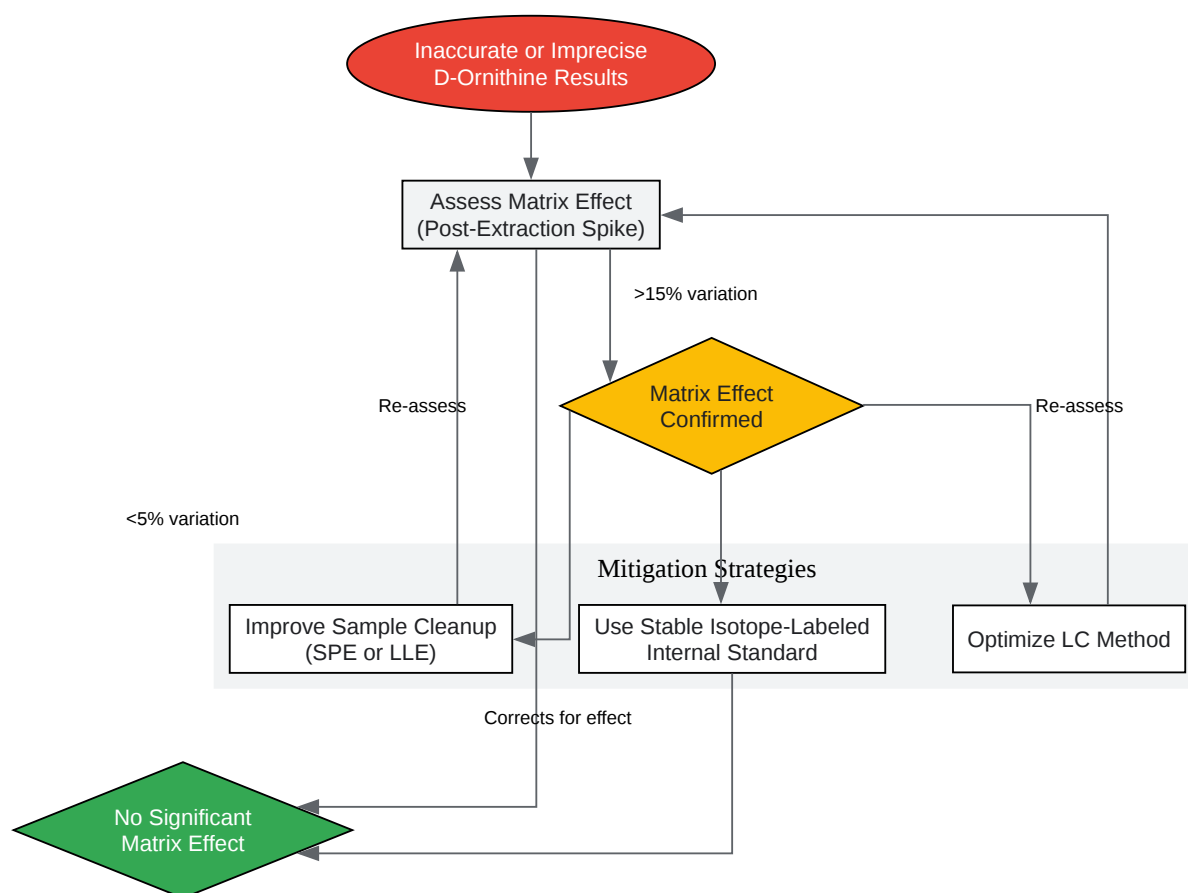 Inaccurate or Imprecise
D-Ornithine Results
Assess Matrix Effect
(Post-Extraction Spike)
>15% variation
Matrix Effect
Confirmed
Re-assess
Re-assess
<5% variation
Mitigation Strategies
Improve Sample Cleanup
(SPE or LLE)
Use Stable Isotope-Labeled
Internal Standard
Optimize LC Method
Corrects for effect
No Significant
Matrix Effect